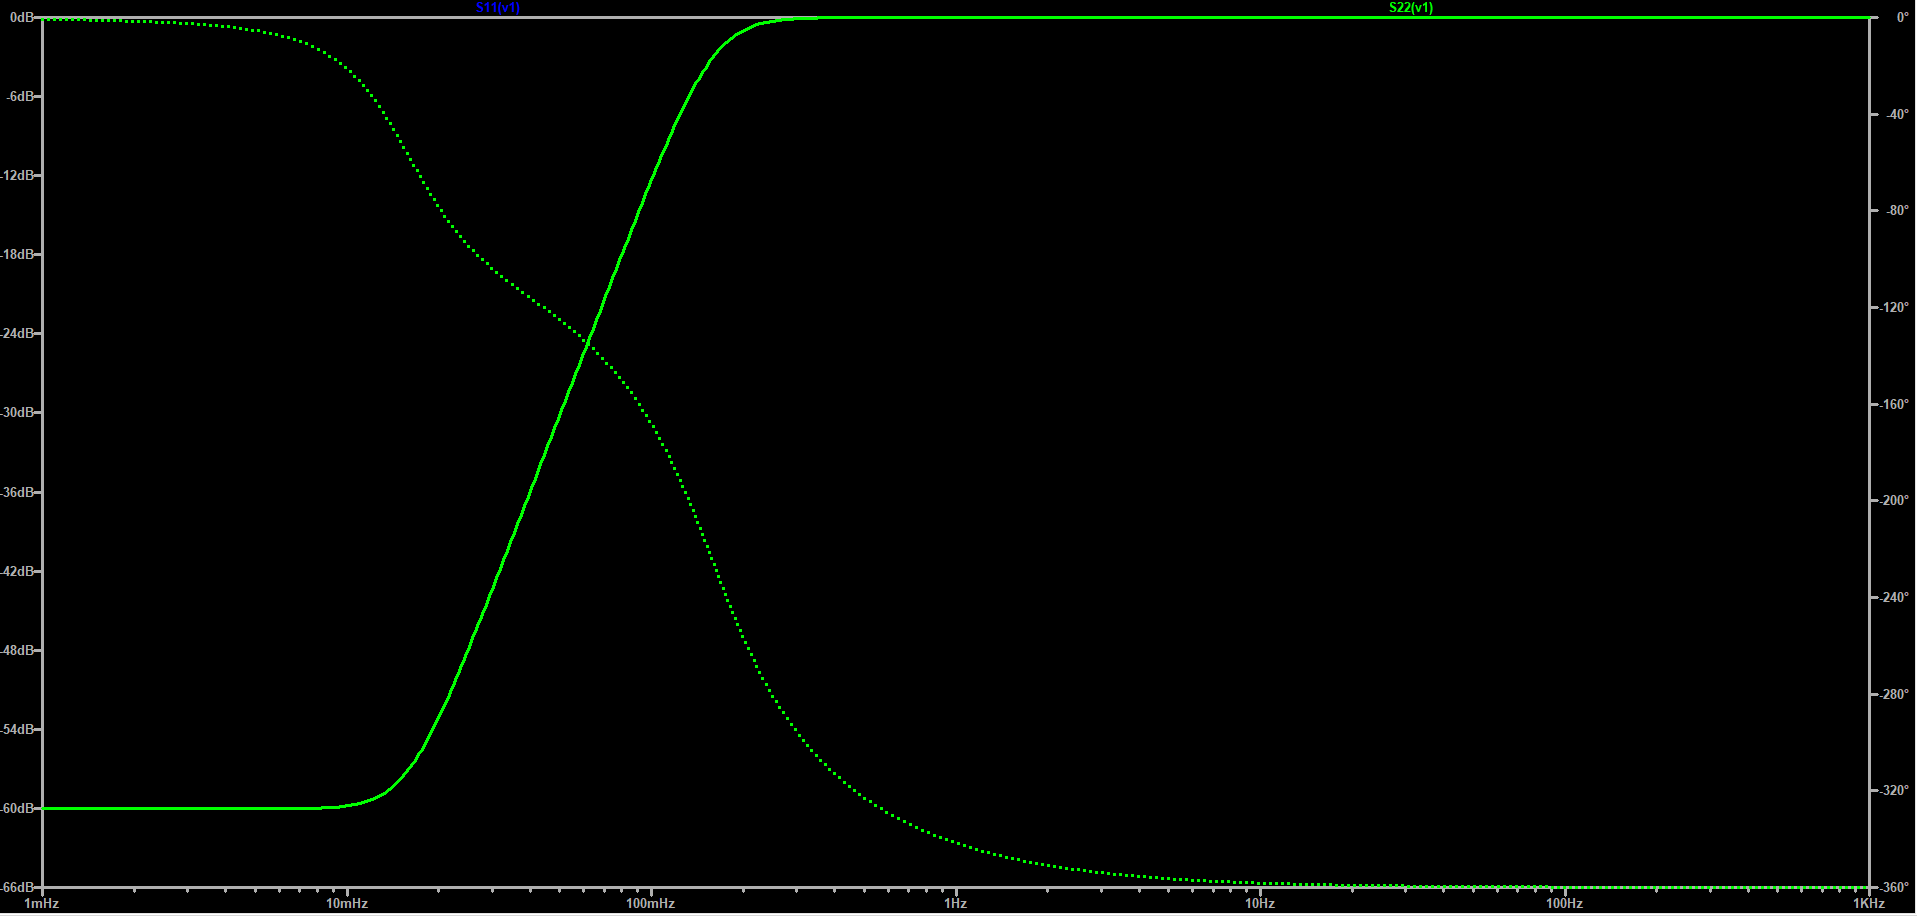 S11(v1) S22(v1)
0dB 0°
-6dB
-40°
-12dB
-80°
-18dB
-120°
-24dB
-160°
-30dB
-36dB
-200°
-42dB
-240°
-48dB
-280°
-54dB
-320°
-60dB
-66dB -360°
1mHz 10mHz 100mHz 1Hz 10Hz 100Hz 1KHz